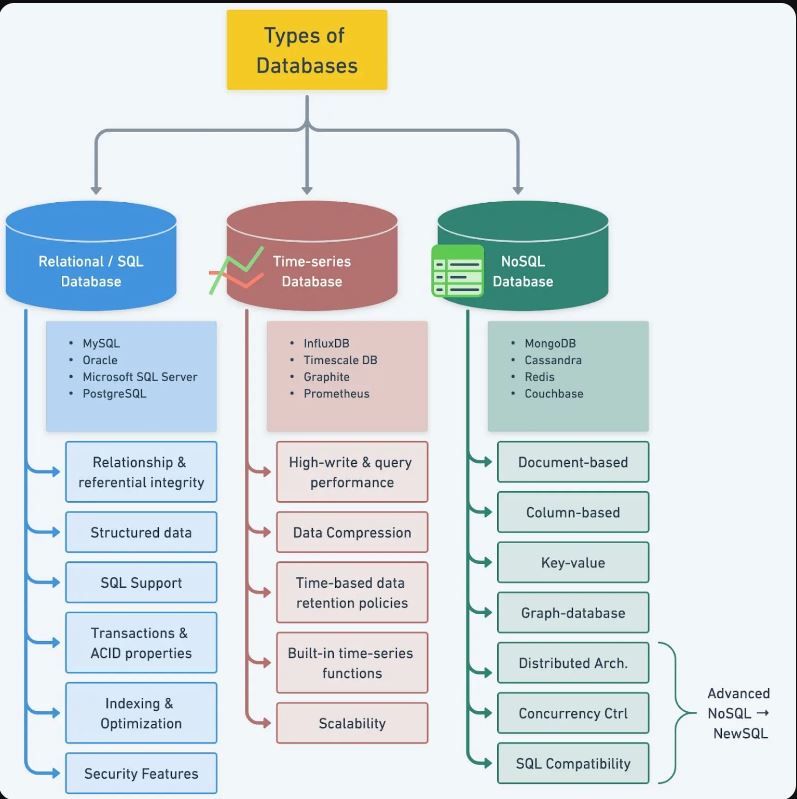 Types of
Databases
Relational / SQL
Database
Time-series
Database
NoSQL
Database
• MySQL
• Oracle
• Microsoft SQL Server
• PostgreSQL
• InfluxDB
• Timescale DB
• Graphite
• Prometheus
• MongoDB
• Cassandra
• Redis
• Couchbase
Relationship &
referential integrity
Structured data
SQL Support
Transactions &
ACID properties
Indexing &
Optimization
Security Features
High-write & query
performance
Data Compression
Time-based data
retention policies
Built-in time-series
functions
Scalability
Document-based
Column-based
Key-value
Graph-database
Distributed Arch.
Concurrency Ctrl
SQL Compatibility
Advanced
NoSQL →
NewSQL